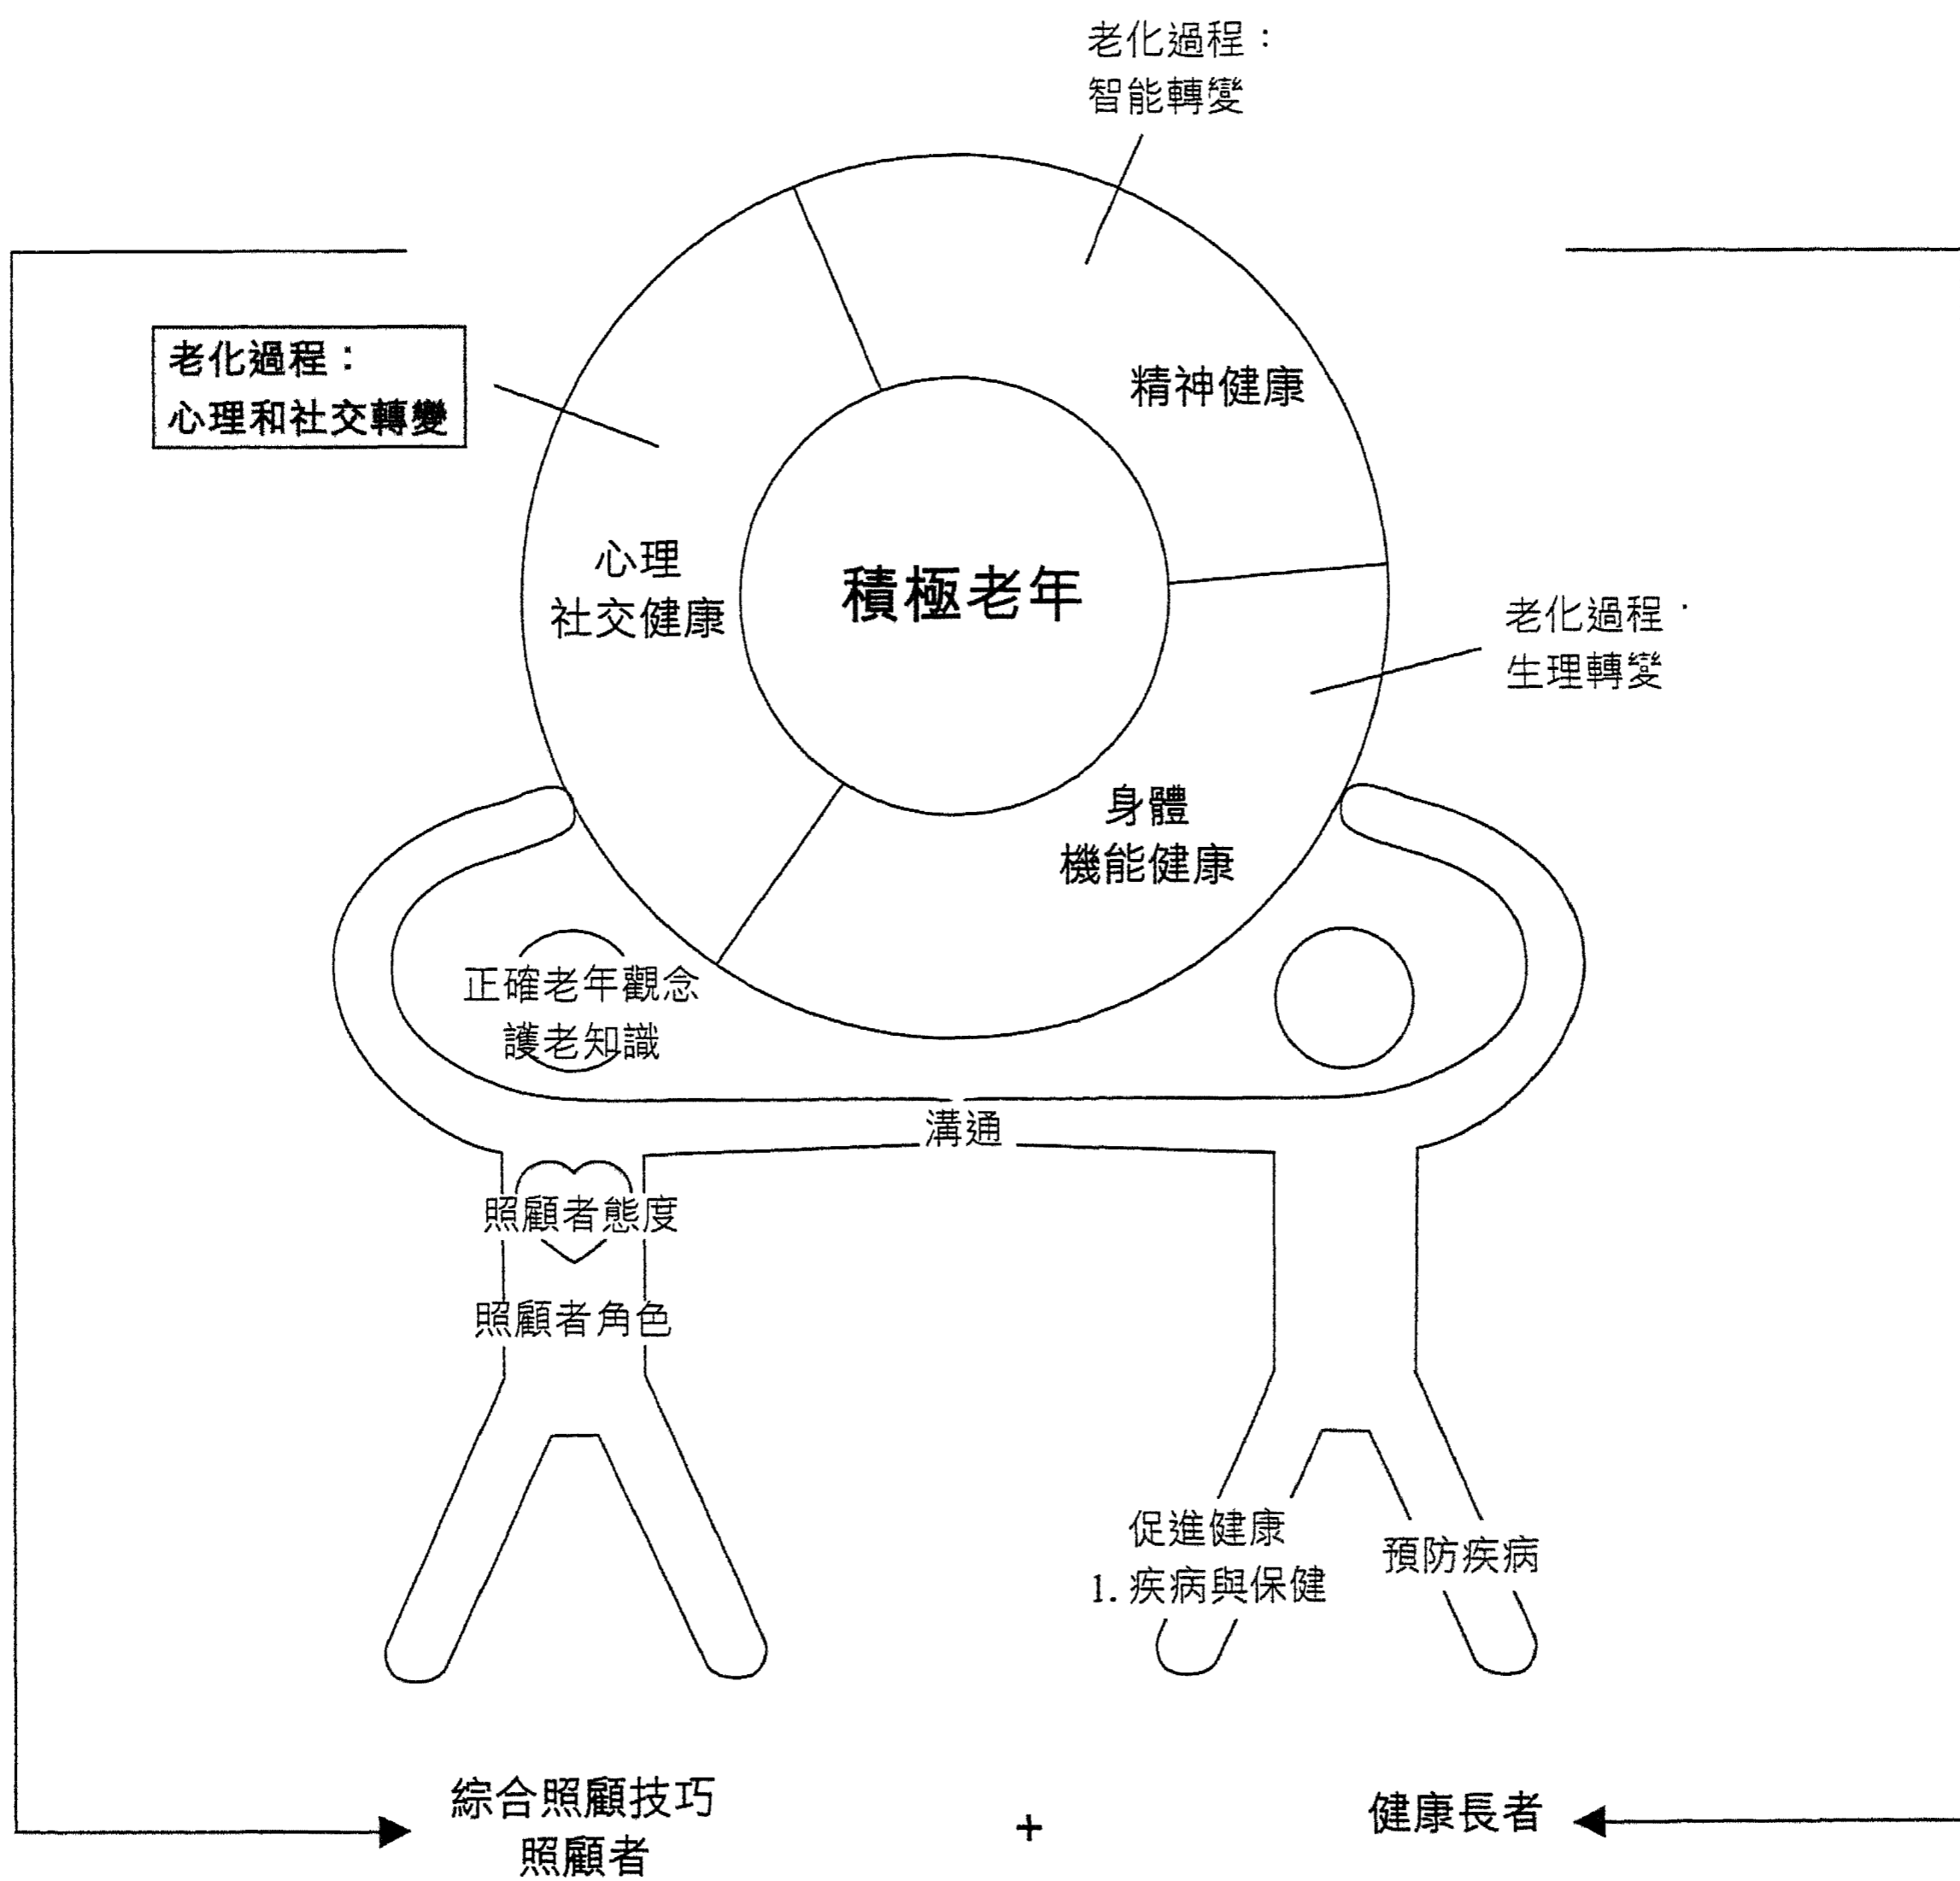 老化過程：
智能轉變
老化過程：
心理和社交轉變
精神健康
心理
社交健康
積極老年
老化過程：
生理轉變
身體
機能健康
正確老年觀念
護老知識
溝通
照顧者態度
照顧者角色
促進健康
1. 疾病與保健
預防疾病
綜合照顧技巧
照顧者
+
健康長者